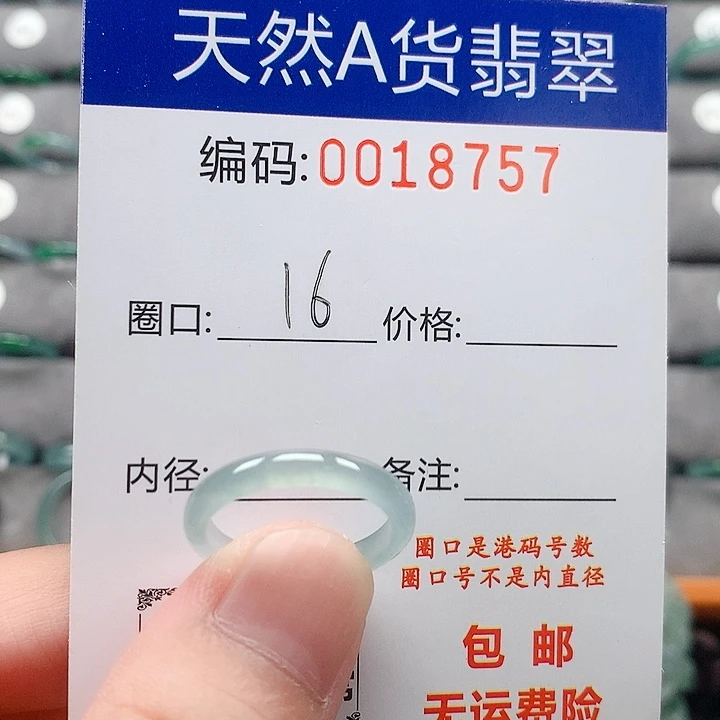 天然A货翡翠
编码:0018757
圈口: 16 价格:
内径: 备注:
圈口是港码号数
圈口号不是内直径
包邮
无运费险